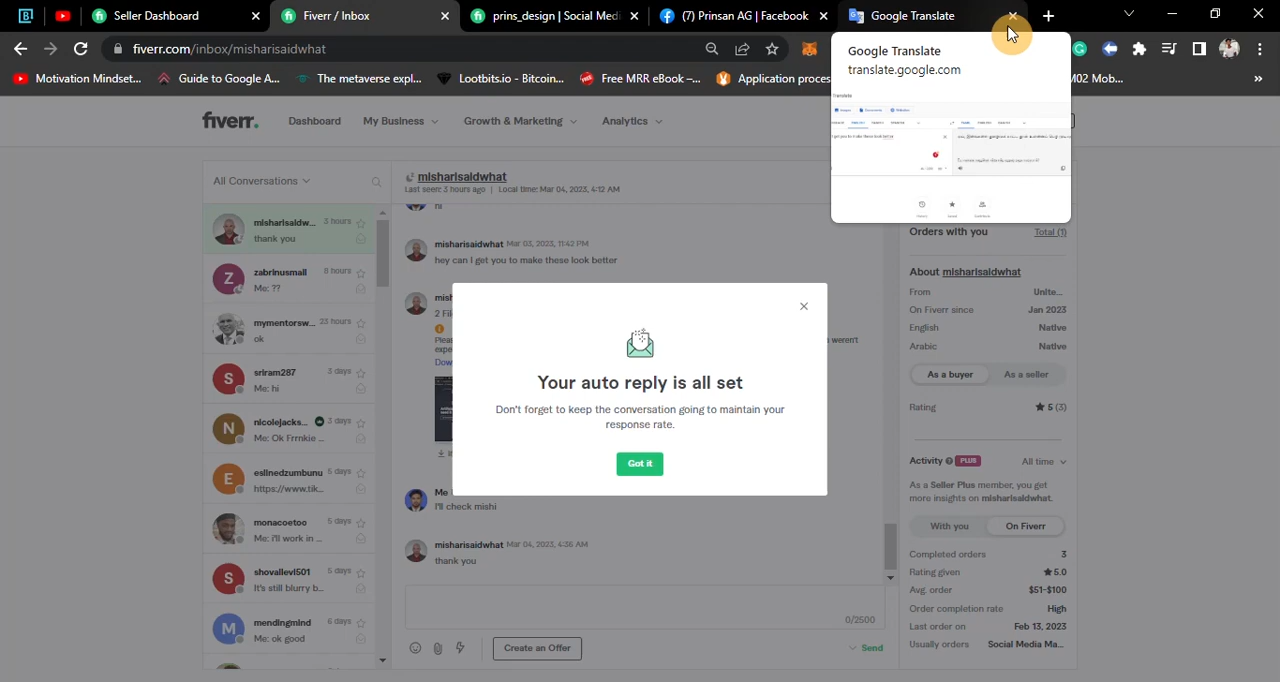 Seller Dashboard
Fiverr / Inbox
prins_design | Social Medi
(7) Prinsan AG | Facebook
Google Translate
fiverr.com/inbox/misharisaidwhat
Google Translate
translate.google.com
Motivation Mindset...
Guide to Google A...
The metaverse expl...
Lootbits.io - Bitcoin...
Free MRR eBook –...
Application proces
M02 Mob...
»
fiverr.
Dashboard
My Business
Growth & Marketing
Analytics
All Conversations
misharisaidwhat
Last seen: 3 hours ago | Local time: Mar 04, 2023, 4:12 AM
misharisaidw...
3 hours
thank you
zabrinusmall
11 hours
Me: ??
mymentorsw...
23 hours
ok
sriram287
3 days
Me: hi
nicolejacks...
3 days
Me: Ok Frrnkie ...
eslinedzumbunu
5 days
https://www.tik...
monacoetoo
5 days
Me: i'll work in ...
shovallevi501
5 days
It's still blurry b...
mendingmind
6 days
Me: ok good
hi
misharisaidwhat Mar 03, 2023, 11:42 PM
hey can I get you to make these look better
mish
2 Fil
Plea
expe
s weren't
Dow
Your auto reply is all set
Don't forget to keep the conversation going to maintain your
response rate.
Got it
Me
I'll check mishi
misharisaidwhat Mar 04, 2023, 4:36 AM
thank you
0/2500
Create an Offer
Send
Orders with you
Total (1)
About misharisaidwhat
From
Unite...
On Fiverr since
Jan 2023
English
Native
Arabic
Native
As a buyer
As a seller
Rating
5 (3)
Activity
PLUS
All time
As a Seller Plus member, you get
more insights on misharisaidwhat.
With you
On Fiverr
Completed orders
3
Rating given
5.0
Avg. order
$51-$100
Order completion rate
High
Last order on
Feb 13, 2023
Usually orders
Social Media Ma...